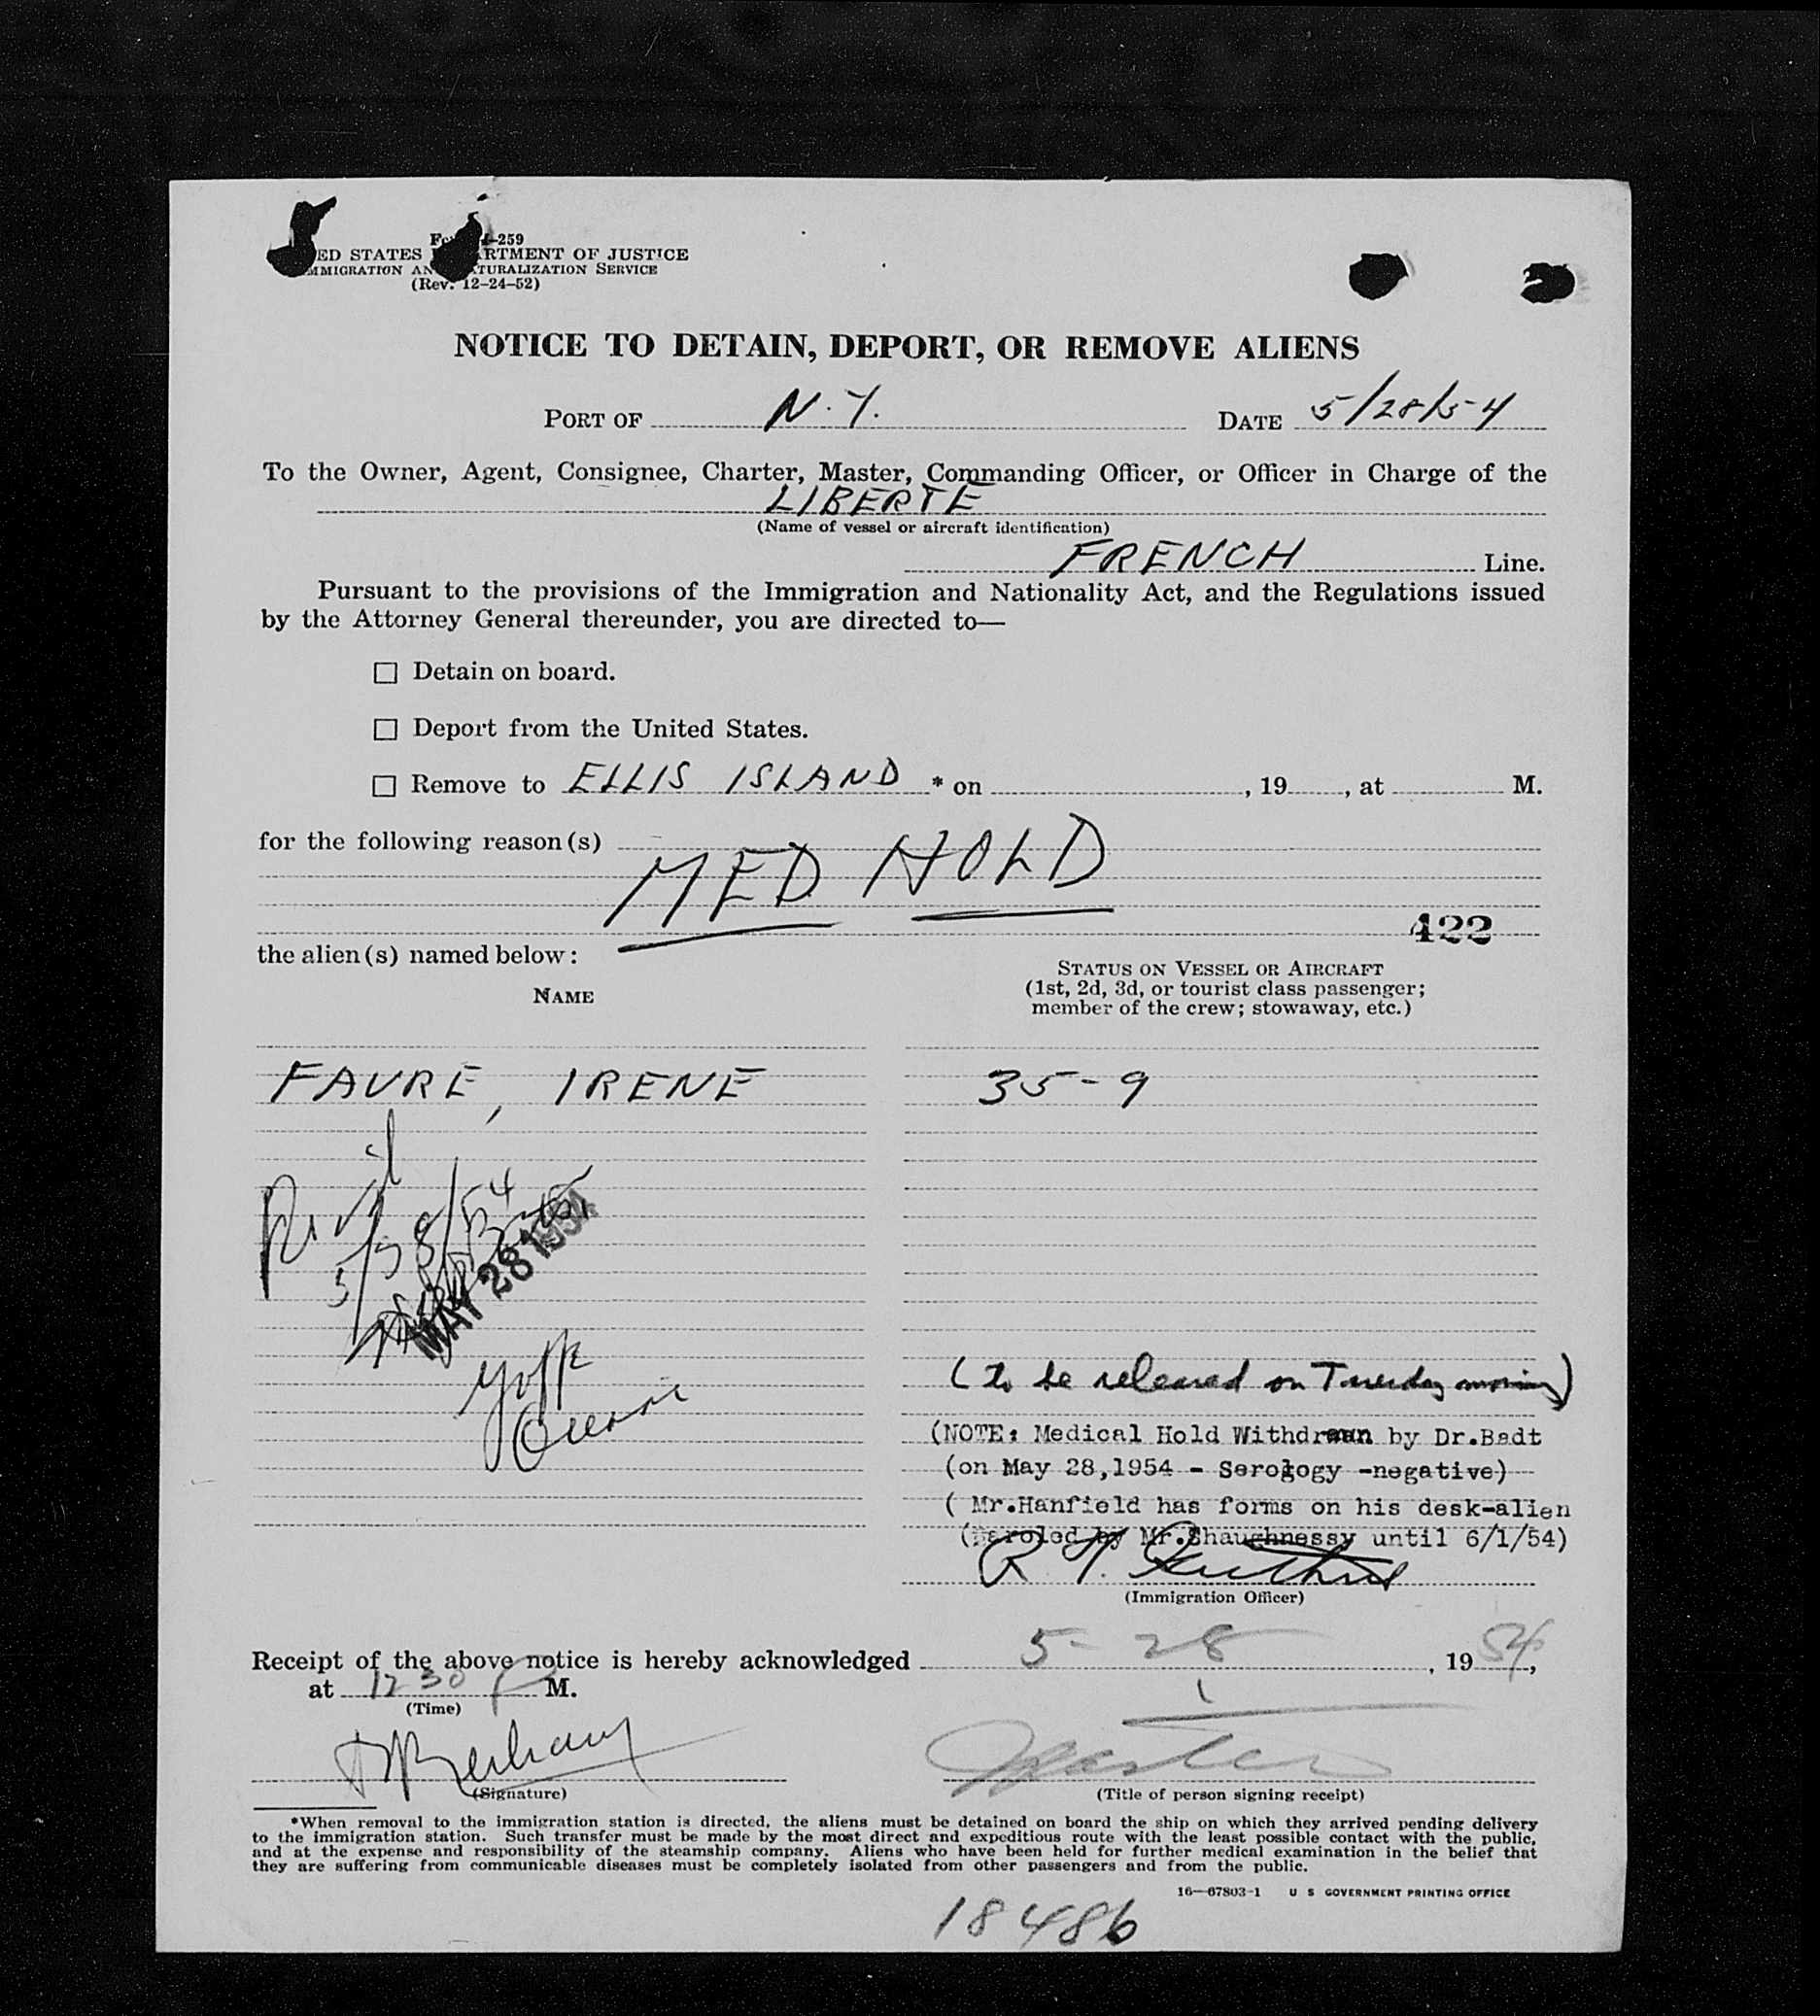 -259
ED STATES ARTMENT OF JUSTICE
MMIGRATION AN TURALIZATION SERVICE
(Rev. 12-24-52)
NOTICE TO DETAIN, DEPORT, OR REMOVE ALIENS
PORT OF N.Y. DATE 5/28/54
To the Owner, Agent, Consignee, Charter, Master, Commanding Officer, or Officer in Charge of the
LIBERTE
(Name of vessel or aircraft identification)
FRENCH Line.
Pursuant to the provisions of the Immigration and Nationality Act, and the Regulations issued
by the Attorney General thereunder, you are directed to—
☐ Detain on board.
☐ Deport from the United States.
☐ Remove to ELLIS ISLAND * on , 19 , at M.
for the following reason(s)
MED HOLD
422
the alien(s) named below:
NAME
STATUS ON VESSEL OR AIRCRAFT
(1st, 2d, 3d, or tourist class passenger;
member of the crew; stowaway, etc.)
FAVRE, IRENE 35-9
5/28/54
MAY 28 1954
(to be released on Tuesday morning)
(NOTE: Medical Hold Withdrawn by Dr.Badt
(on May 28,1954 - Serology -negative)
( Mr.Hanfield has forms on his desk-alien
(Paroled by Mr.Shaughnessy until 6/1/54)
(Immigration Officer)
Receipt of the above notice is hereby acknowledged 5-28, 1954,
at 12 30 P M.
(Time)
Master
(Signature)
(Title of person signing receipt)
*When removal to the immigration station is directed, the aliens must be detained on board the ship on which they arrived pending delivery
to the immigration station. Such transfer must be made by the most direct and expeditious route with the least possible contact with the public,
and at the expense and responsibility of the steamship company. Aliens who have been held for further medical examination in the belief that
they are suffering from communicable diseases must be completely isolated from other passengers and from the public.
16—67803-1 U S GOVERNMENT PRINTING OFFICE
18486